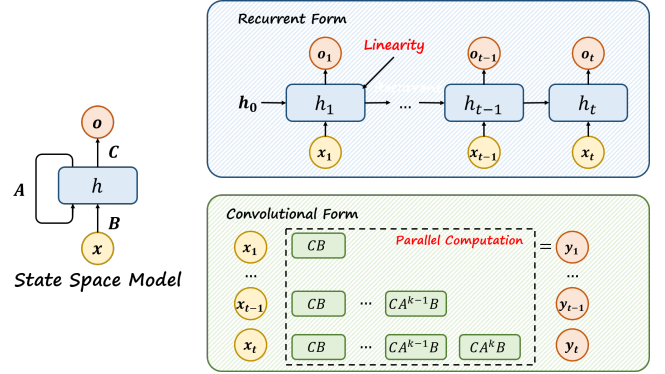 Recurrent Form
Linearity
o₁ oₜ₋₁ oₜ
h₀ h₁ ... hₜ₋₁ hₜ
x₁ xₜ₋₁ xₜ
o
C
A h
B
x
State Space Model
Convolutional Form
Parallel Computation
x₁ CB = y₁
... ...
xₜ₋₁ CB ... CAᵏ⁻¹B yₜ₋₁
xₜ CB ... CAᵏ⁻¹B CAᵏB yₜ